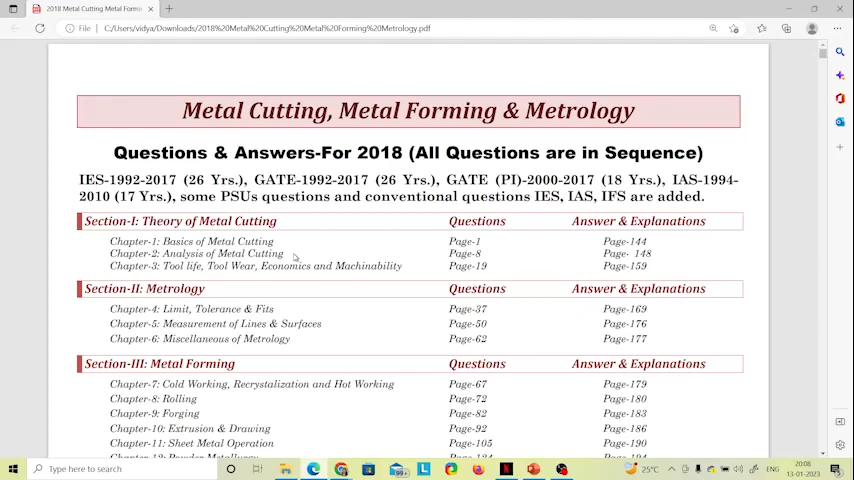 2018 Metal Cutting Metal Formi
File
C:/Users/vidya/Downloads/2018%20Metal%20Cutting%20Metal%20Forming%20Metrology.pdf
Metal Cutting, Metal Forming & Metrology
Questions & Answers-For 2018 (All Questions are in Sequence)
IES-1992-2017 (26 Yrs.), GATE-1992-2017 (26 Yrs.), GATE (PI)-2000-2017 (18 Yrs.), IAS-1994-
2010 (17 Yrs.), some PSUs questions and conventional questions IES, IAS, IFS are added.
Section-I: Theory of Metal Cutting Questions Answer & Explanations
Chapter-1: Basics of Metal Cutting Page-1 Page-144
Chapter-2: Analysis of Metal Cutting Page-8 Page- 148
Chapter-3: Tool life, Tool Wear, Economics and Machinability Page-19 Page-159
Section-II: Metrology Questions Answer & Explanations
Chapter-4: Limit, Tolerance & Fits Page-37 Page-169
Chapter-5: Measurement of Lines & Surfaces Page-50 Page-176
Chapter-6: Miscellaneous of Metrology Page-62 Page-177
Section-III: Metal Forming Questions Answer & Explanations
Chapter-7: Cold Working, Recrystalization and Hot Working Page-67 Page-179
Chapter-8: Rolling Page-72 Page-180
Chapter-9: Forging Page-82 Page-183
Chapter-10: Extrusion & Drawing Page-92 Page-186
Chapter-11: Sheet Metal Operation Page-105 Page-190
Chapter-12: Powder Metallurgy Page-124 Page-194
Type here to search
99+
25°C
ENG
20:08
13-01-2023